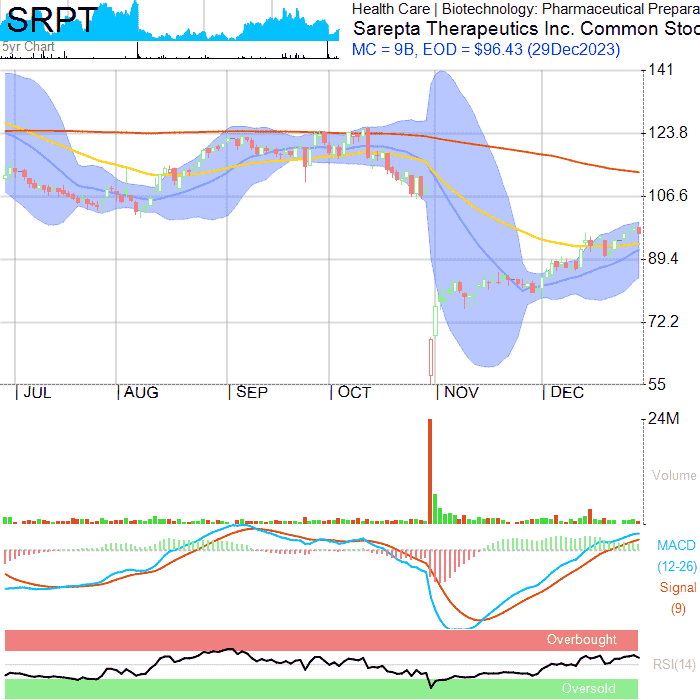 SRPT
5yr Chart
Health Care | Biotechnology: Pharmaceutical Prepara
Sarepta Therapeutics Inc. Common Stoc
MC = 9B, EOD = $96.43 (29Dec2023)
141
123.8
106.6
89.4
72.2
55
JUL AUG SEP OCT NOV DEC
24M
Volume
MACD
(12-26)
Signal
(9)
Overbought
RSI(14)
Oversold